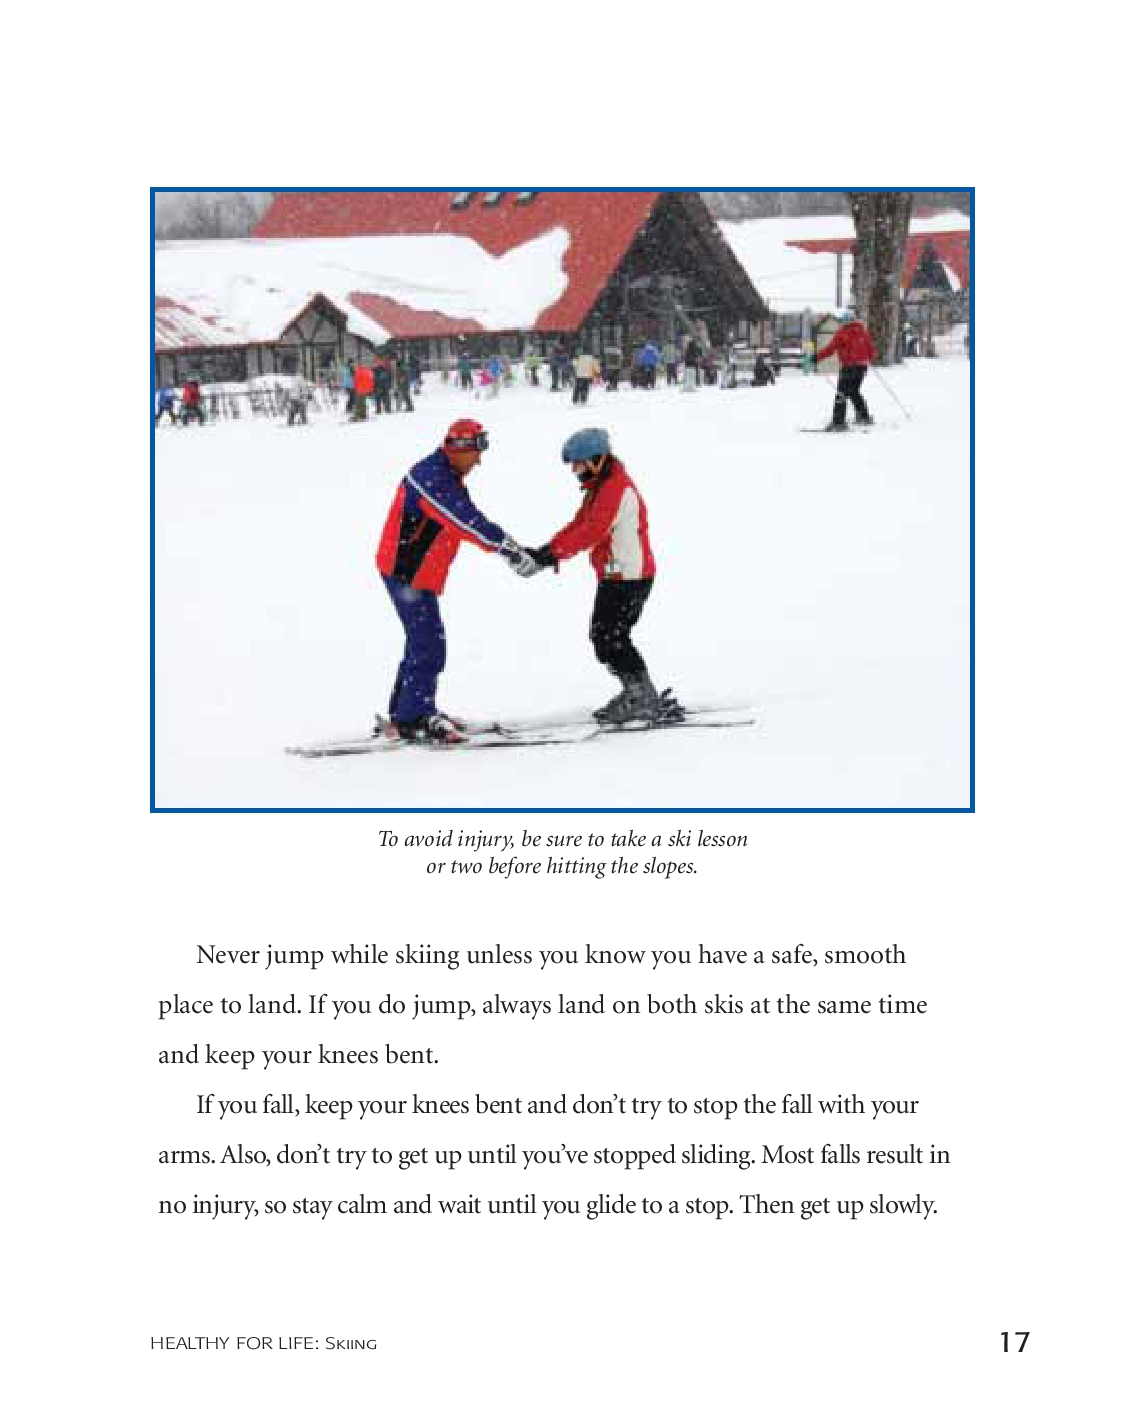 To avoid injury, be sure to take a ski lesson
or two before hitting the slopes.
Never jump while skiing unless you know you have a safe, smooth
place to land. If you do jump, always land on both skis at the same time
and keep your knees bent.
If you fall, keep your knees bent and don’t try to stop the fall with your
arms. Also, don’t try to get up until you’ve stopped sliding. Most falls result in
no injury, so stay calm and wait until you glide to a stop. Then get up slowly.
HEALTHY FOR LIFE: Skiing
17